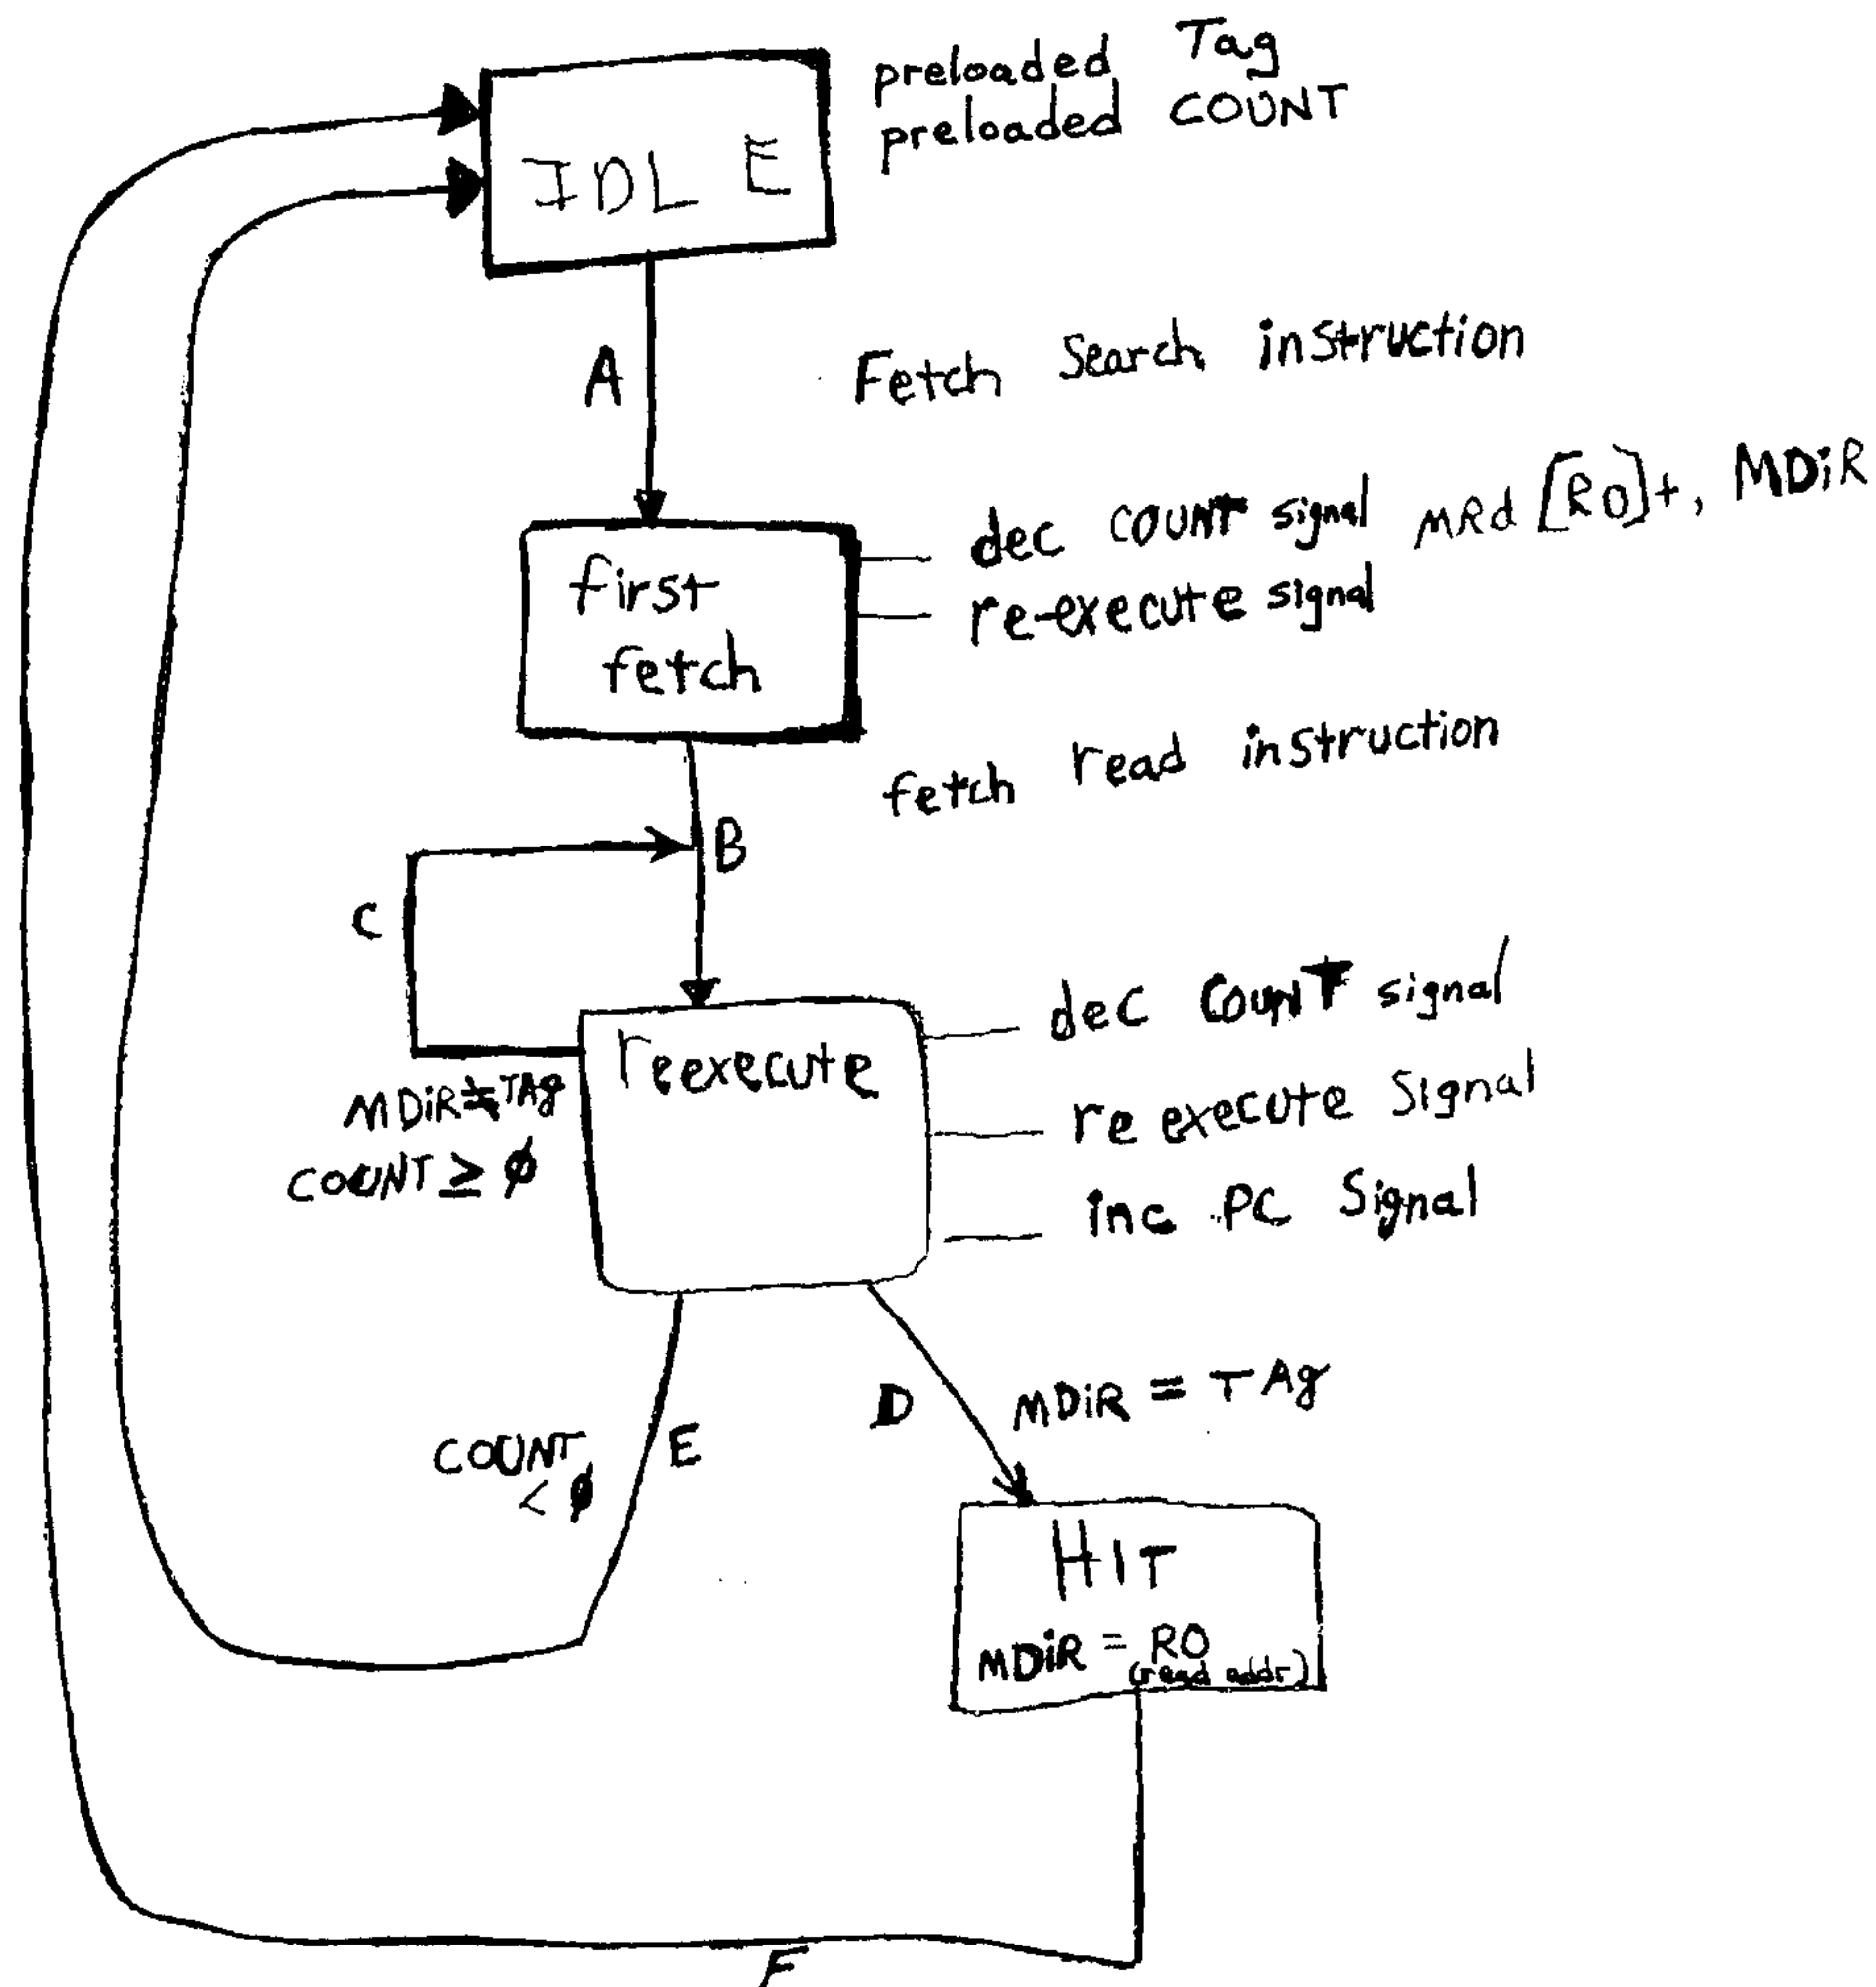 preloaded Tag
preloaded COUNT
IDLE
A
Fetch Search instruction
dec COUNT signal mRd [R0]+, MDiR
re-execute signal
first
fetch
fetch read instruction
B
C
dec COUNT signal
reexecute
MDiR≠TAg
re execute Signal
COUNT ≥ ϕ
inc PC Signal
D
MDiR = TAg
COUNT
< ϕ
E
HIT
MDiR = R0
(read addr)
F